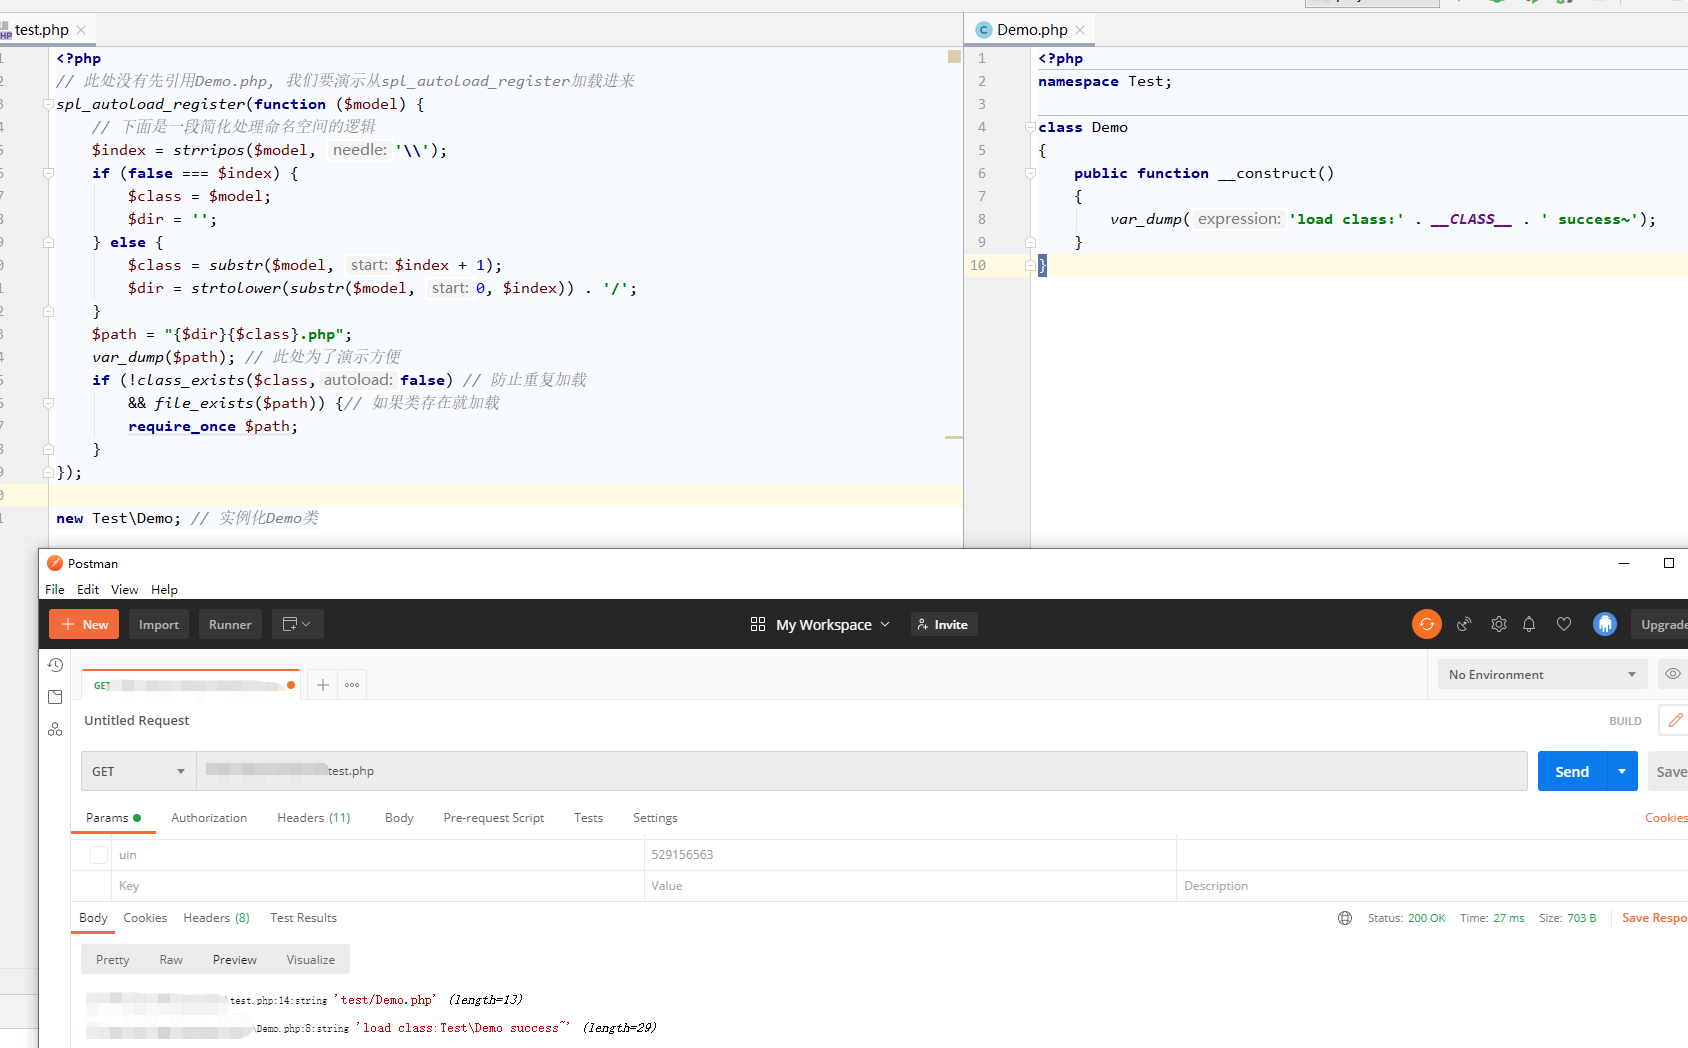 test.php
<?php
// 此处没有先引用Demo.php, 我们要演示从spl_autoload_register加载进来
spl_autoload_register(function ($model) {
// 下面是一段简化处理命名空间的逻辑
$index = strripos($model, needle: '\\');
if (false === $index) {
$class = $model;
$dir = '';
} else {
$class = substr($model, start: $index + 1);
$dir = strtolower(substr($model, start: 0, $index)) . '/';
}
$path = "{$dir}{$class}.php";
var_dump($path); // 此处为了演示方便
if (!class_exists($class, autoload: false) // 防止重复加载
&& file_exists($path)) {// 如果类存在就加载
require_once $path;
}
});
new Test\Demo; // 实例化Demo类
Demo.php
1 <?php
2 namespace Test;
3
4 class Demo
5 {
6 public function __construct()
7 {
8 var_dump( expression: 'load class:' . __CLASS__ . ' success~');
9 }
10 }
Postman
File Edit View Help
New Import Runner My Workspace Invite Upgrade
GET No Environment
Untitled Request BUILD
GET test.php Send Save
Params Authorization Headers (11) Body Pre-request Script Tests Settings Cookies
uin 529156563
Key Value Description
Body Cookies Headers (8) Test Results Status: 200 OK Time: 27 ms Size: 703 B Save Respo
Pretty Raw Preview Visualize
\test.php:14:string 'test/Demo.php' (length=13)
\Demo.php:8:string 'load class:Test\Demo success~' (length=29)